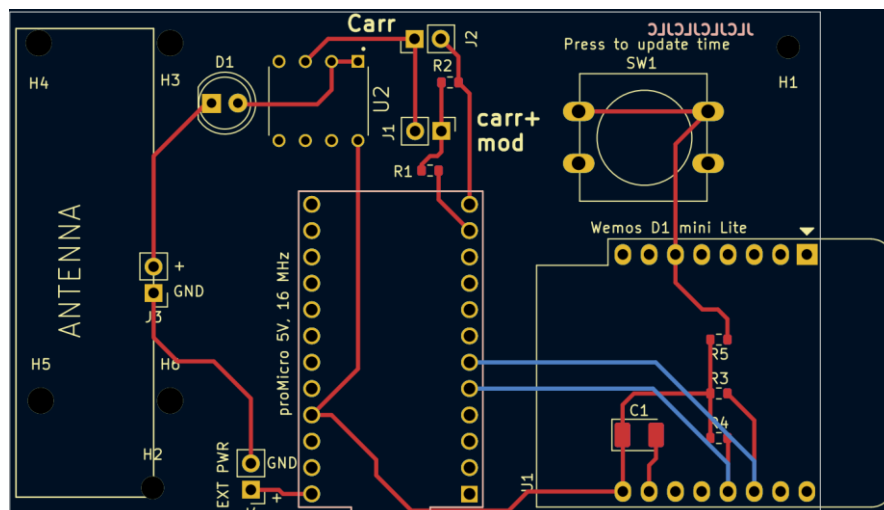 Carr
JLCJLCJLCJLC
J2
Press to update time
H4
H3
D1
R2
SW1
H1
U2
J1
carr+
mod
R1
Wemos D1 mini Lite
ANTENNA
+
GND
J3
proMicro 5V, 16 MHz
H5
H6
R5
R3
C1
R4
H2
EXT PWR
GND
+
U1